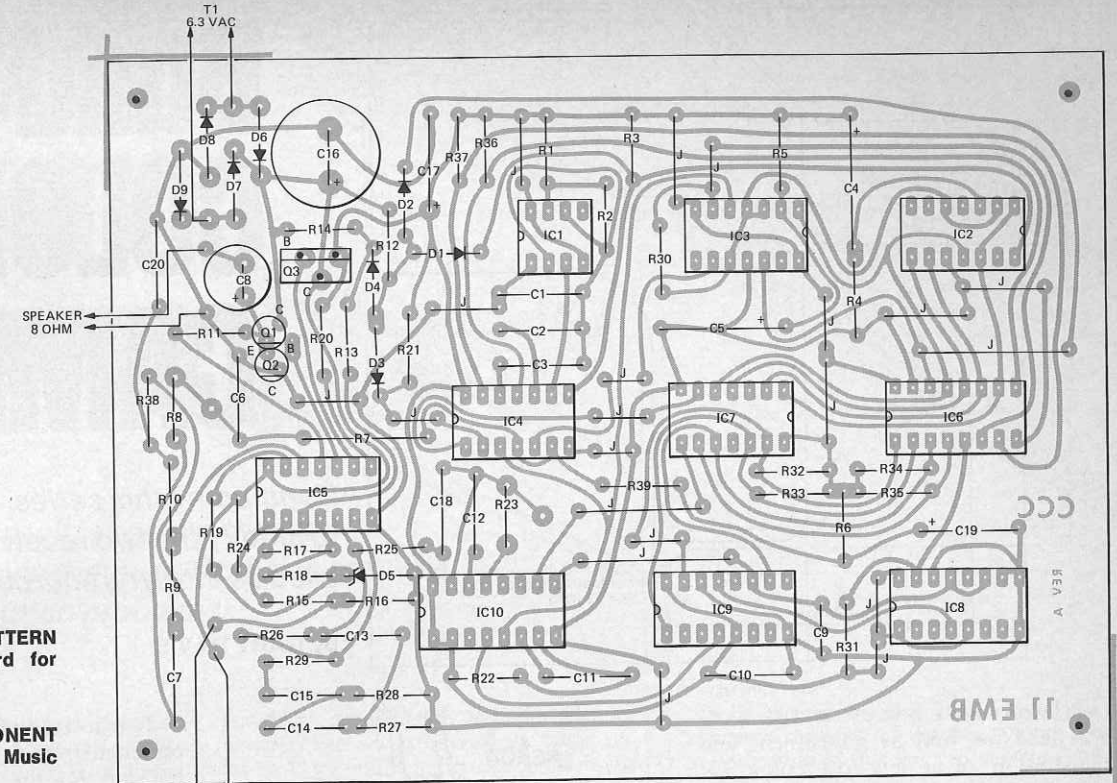 T1
6.3 VAC
D8
D6
C16
+
D9
D7
C17
+
R37
R36
R1
R3
J
J
R5
+
C4
D2
R14
R12
D1
IC1
R2
R30
IC3
IC2
C20
C8
+
B
Q3
C
D4
C1
J
C5
+
R4
J
J
SPEAKER
8 OHM
R11
C
Q1
E
B
Q2
C
R20
R13
D3
R21
C2
C3
J
J
R38
R8
C6
J
J
IC4
J
IC7
J
IC6
R7
J
R10
IC5
C18
C12
R23
R39
R32
R34
R33
R35
J
R6
+
C19
CCC
R19
R24
R17
R25
J
J
REV A
R18
D5
R9
R15
R16
IC10
IC9
C9
R31
IC8
TTERN
rd for
R26
C13
R29
J
C7
C15
R28
R22
C11
J
C10
C14
R27
11 EMB
ONENT
Music